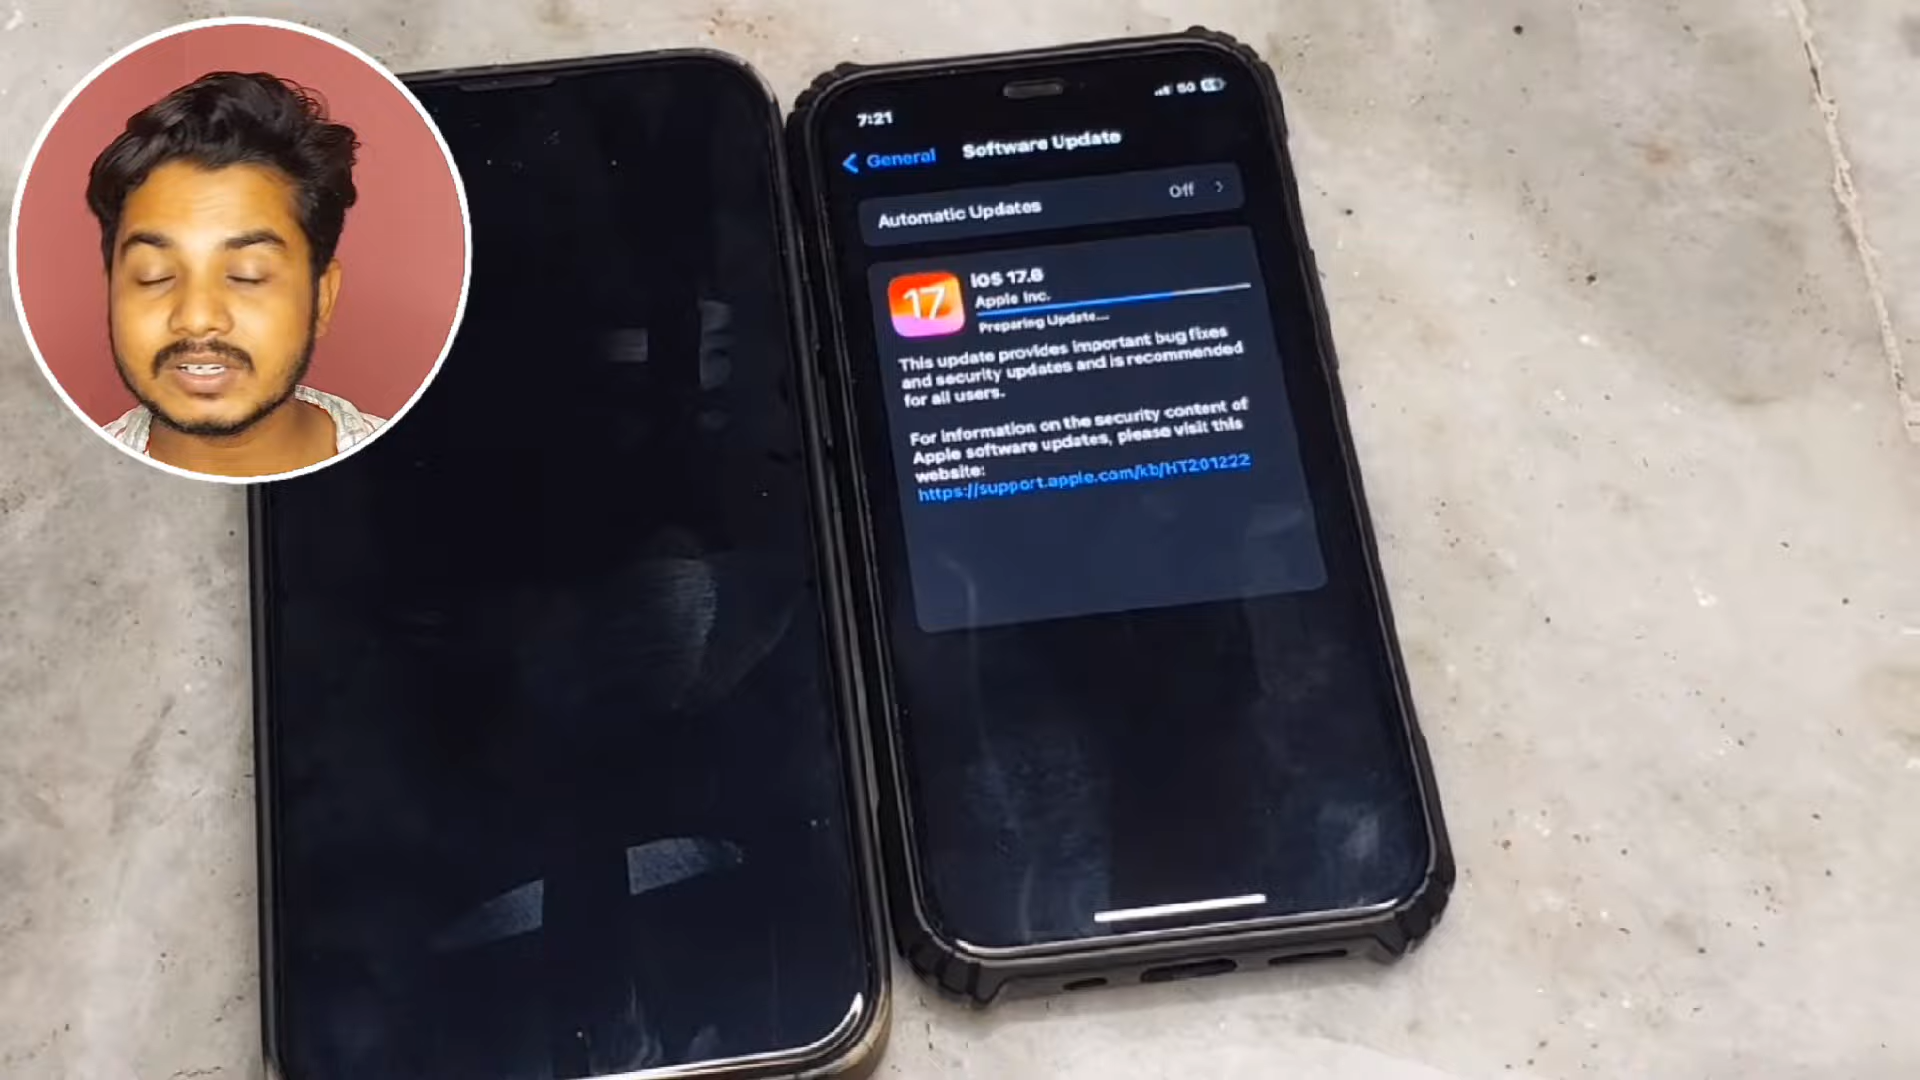 7:21
5G
General
Software Update
Automatic Updates
Off
17
iOS 17.6
Apple Inc.
Preparing Update...
This update provides important bug fixes
and security updates and is recommended
for all users.
For information on the security content of
Apple software updates, please visit this
website:
https://support.apple.com/kb/HT201222